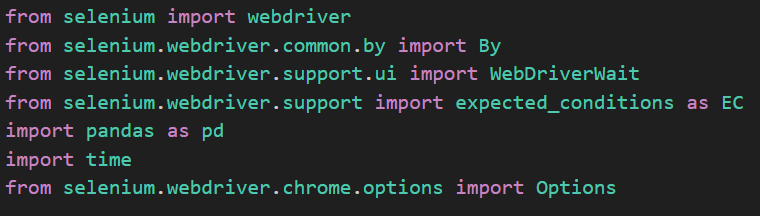 from selenium import webdriver
from selenium.webdriver.common.by import By
from selenium.webdriver.support.ui import WebDriverWait
from selenium.webdriver.support import expected_conditions as EC
import pandas as pd
import time
from selenium.webdriver.chrome.options import Options